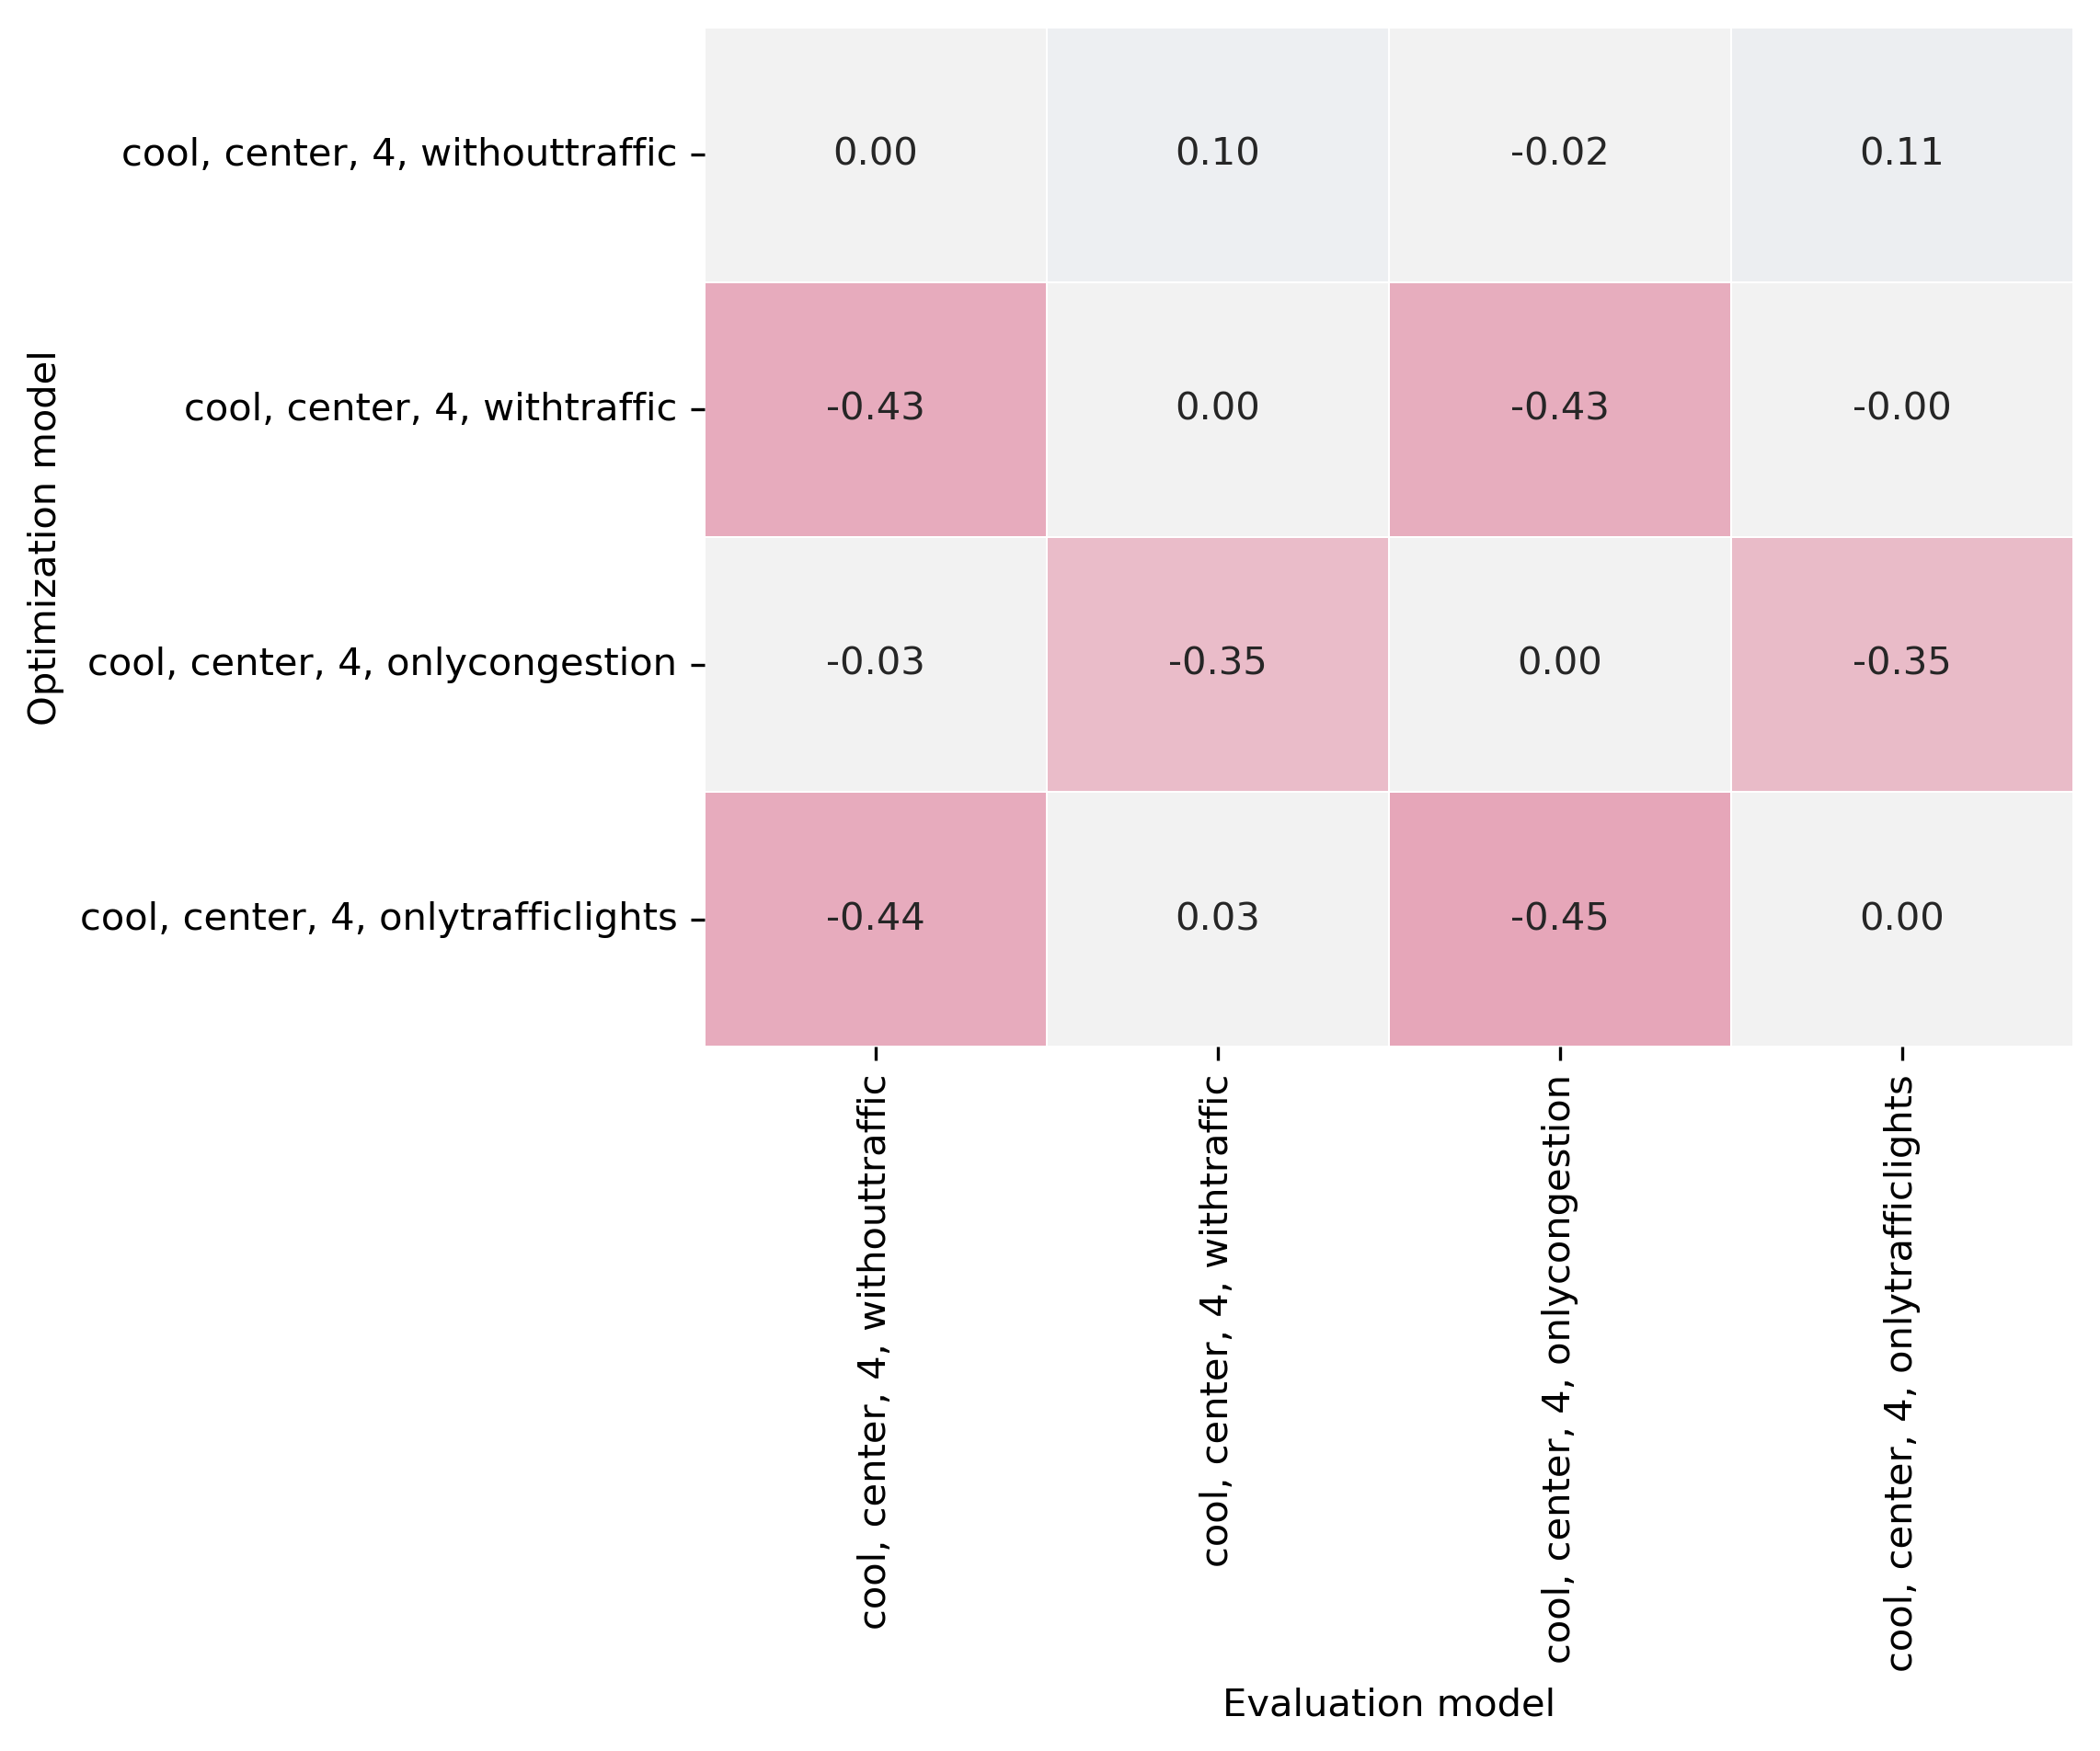 Optimization model
cool, center, 4, withouttraffic
0.00 0.10 -0.02 0.11
cool, center, 4, withtraffic
-0.43 0.00 -0.43 -0.00
cool, center, 4, onlycongestion
-0.03 -0.35 0.00 -0.35
cool, center, 4, onlytrafficlights
-0.44 0.03 -0.45 0.00
cool, center, 4, withouttraffic
cool, center, 4, withtraffic
cool, center, 4, onlycongestion
cool, center, 4, onlytrafficlights
Evaluation model